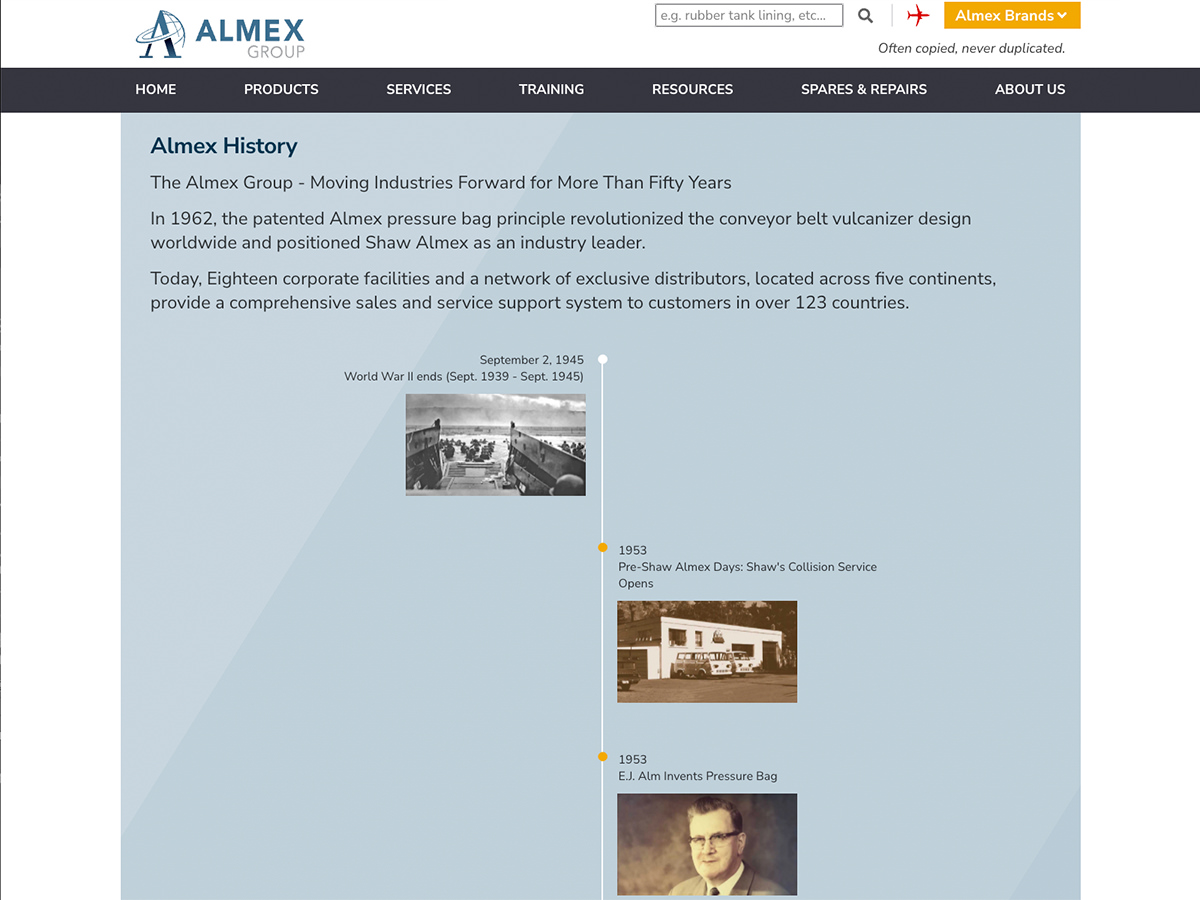 ALMEX
GROUP
e.g. rubber tank lining, etc...
Almex Brands
Often copied, never duplicated.
HOME
PRODUCTS
SERVICES
TRAINING
RESOURCES
SPARES & REPAIRS
ABOUT US
Almex History
The Almex Group - Moving Industries Forward for More Than Fifty Years
In 1962, the patented Almex pressure bag principle revolutionized the conveyor belt vulcanizer design
worldwide and positioned Shaw Almex as an industry leader.
Today, Eighteen corporate facilities and a network of exclusive distributors, located across five continents,
provide a comprehensive sales and service support system to customers in over 123 countries.
September 2, 1945
World War II ends (Sept. 1939 - Sept. 1945)
1953
Pre-Shaw Almex Days: Shaw's Collision Service
Opens
1953
E.J. Alm Invents Pressure Bag